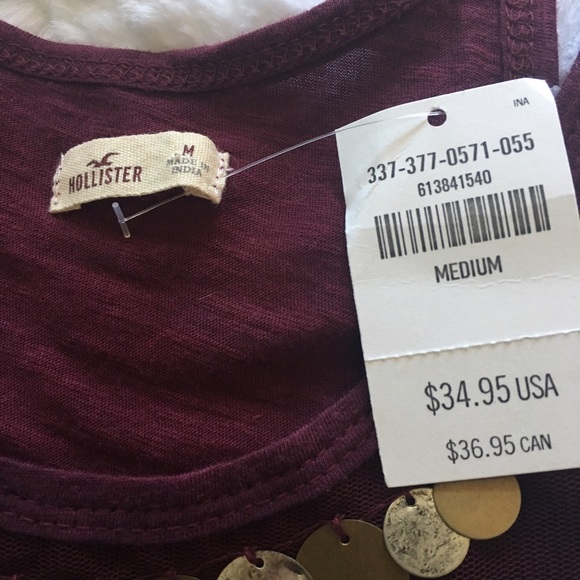 HOLLISTER
M
MADE IN
INDIA
INA
337-377-0571-055
613841540
MEDIUM
$34.95 USA
$36.95 CAN